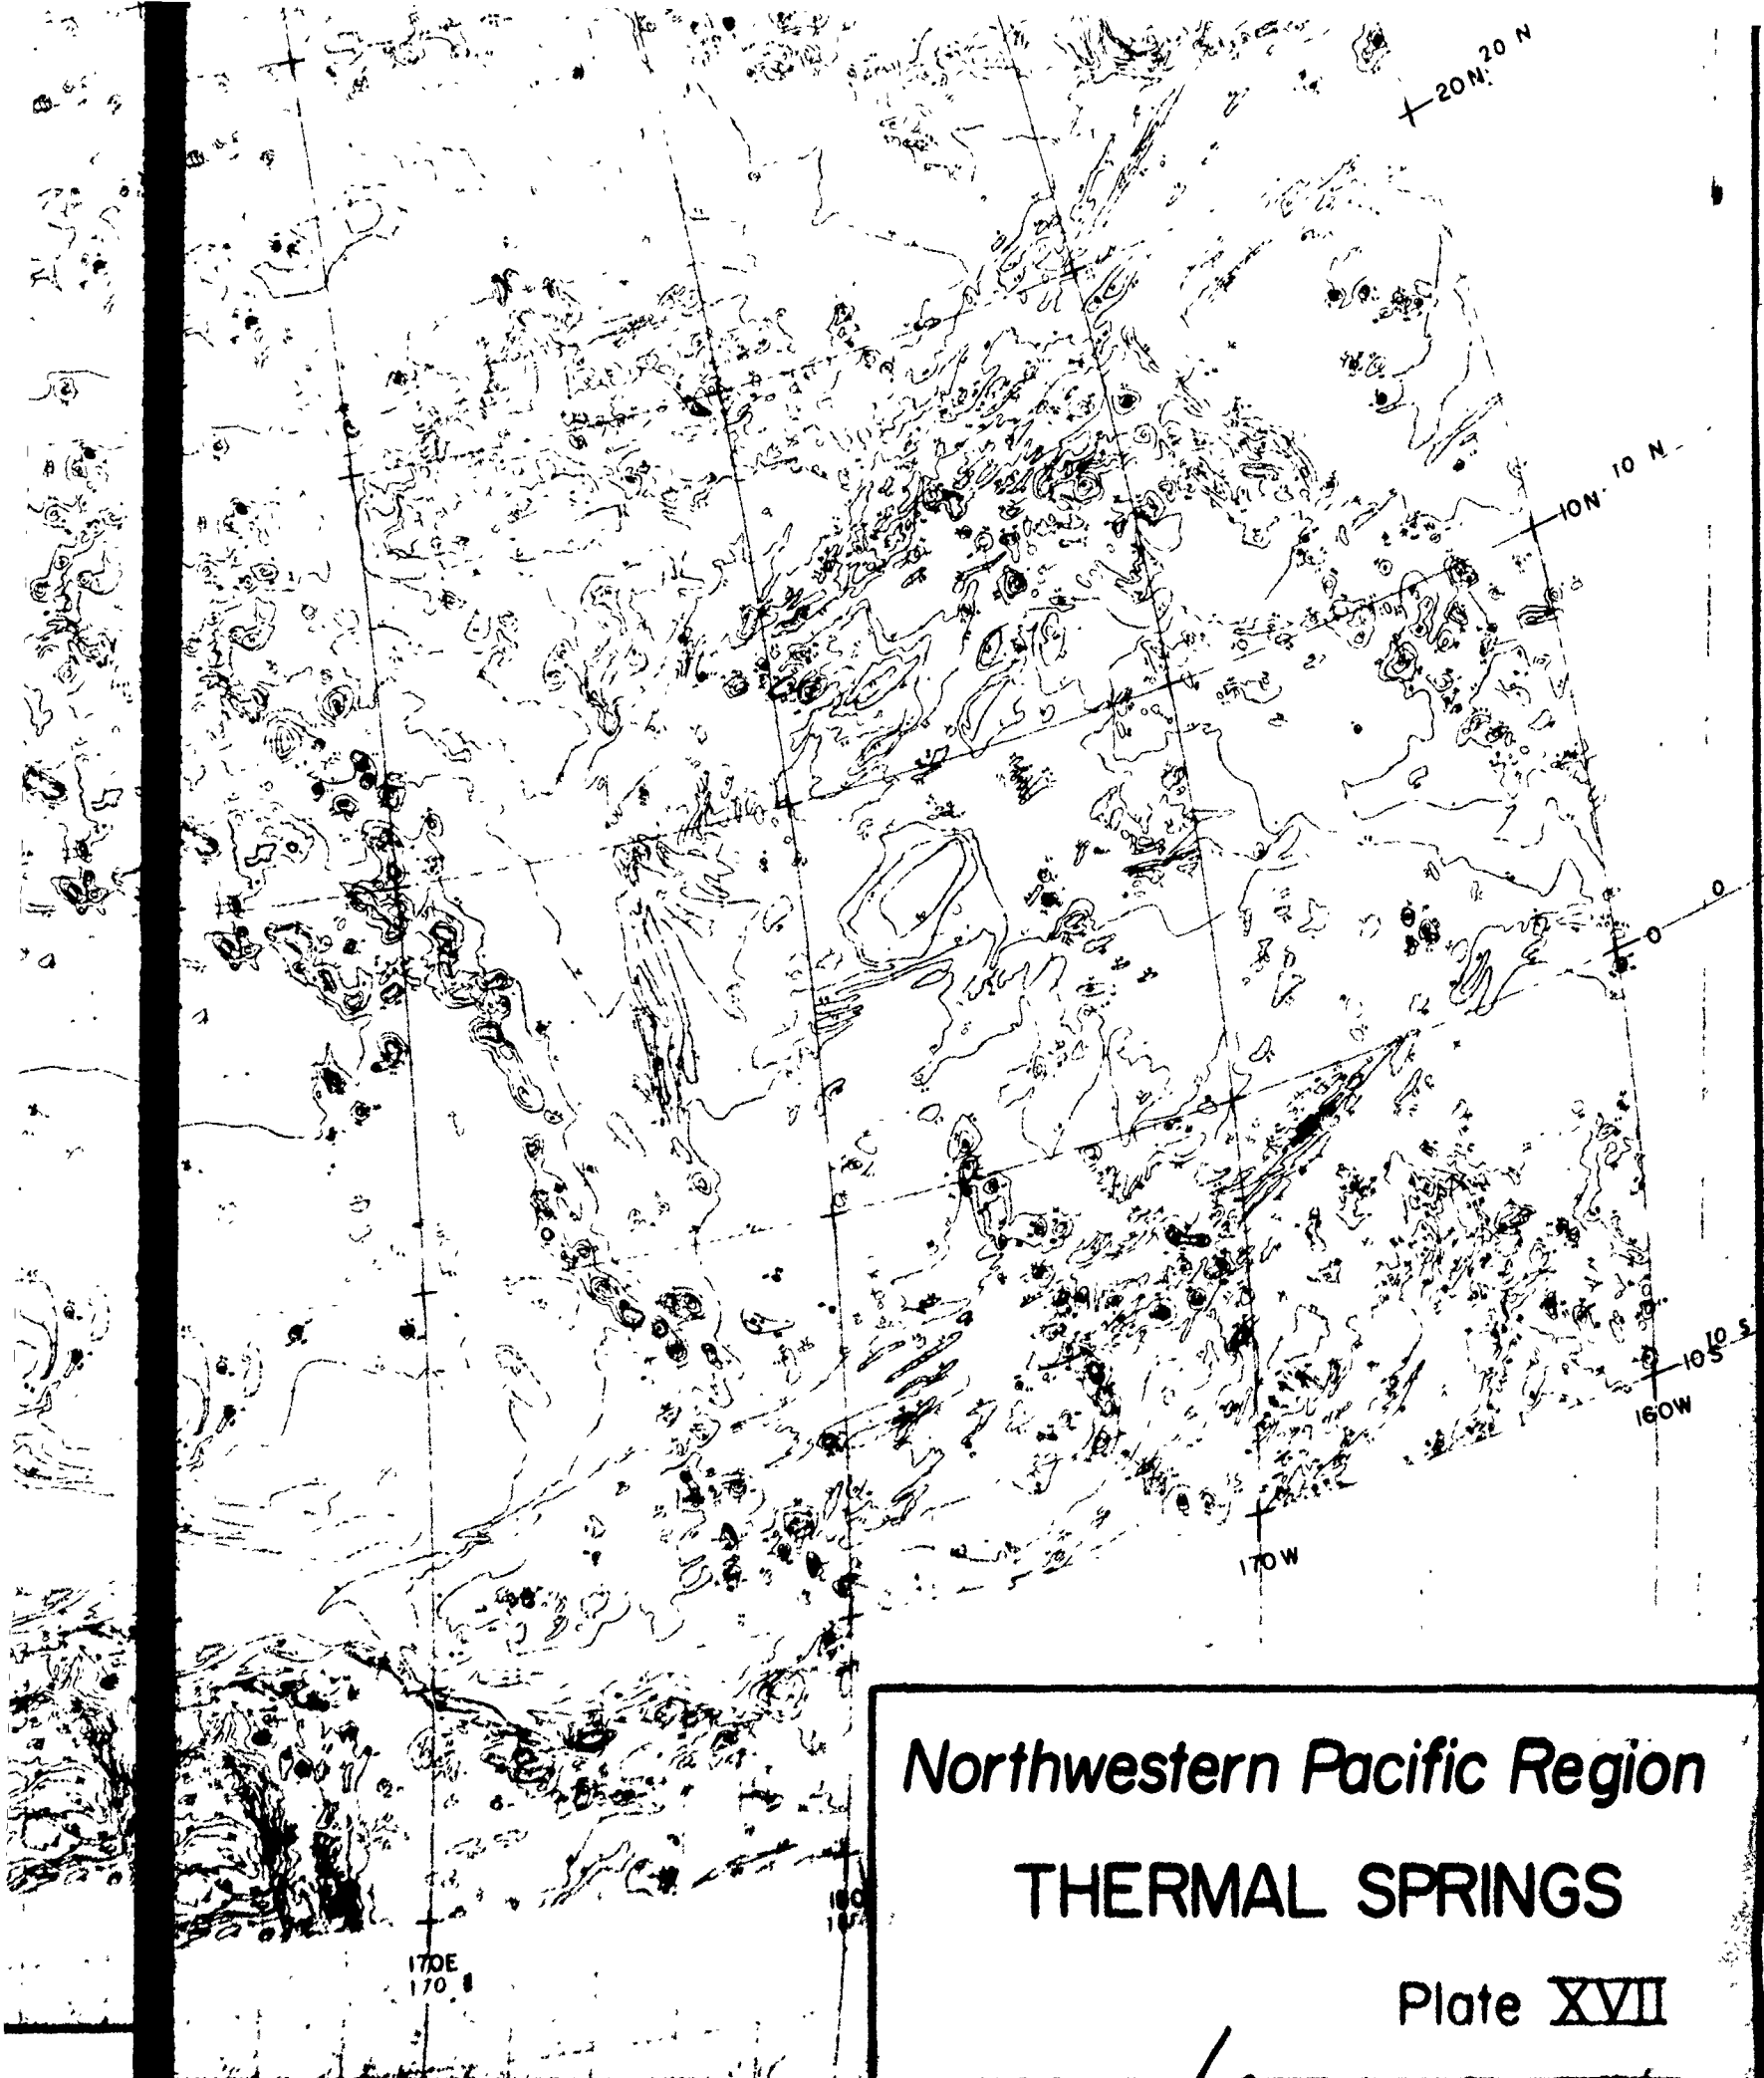 20 N
20N
10 N
10N
0
0
10 S
10S
160W
170W
180
170E
170
Northwestern Pacific Region
THERMAL SPRINGS
Plate XVII